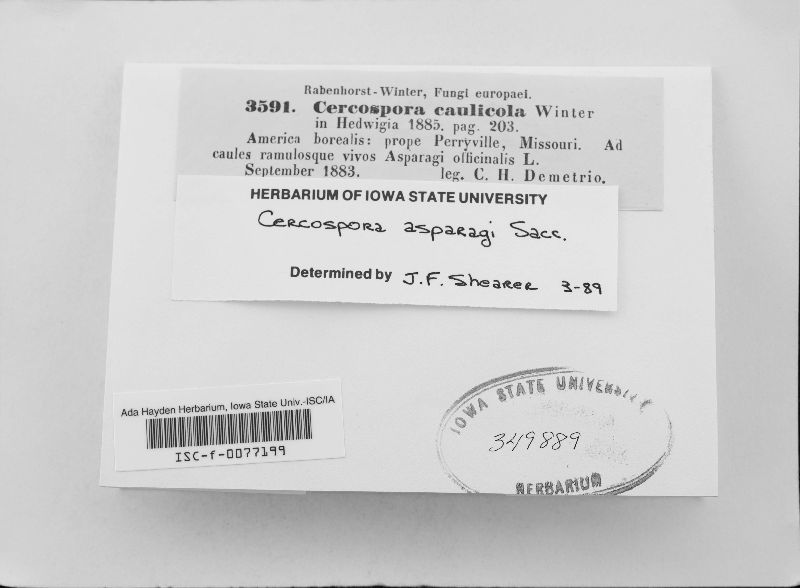 Rabenhorst-Winter, Fungi europaei.
3591. Cercospora caulicola Winter
in Hedwigia 1885. pag. 203.
America borealis: prope Perryville, Missouri. Ad
caules ramulosque vivos Asparagi officinalis L.
September 1883. leg. C. H. Demetrio.
HERBARIUM OF IOWA STATE UNIVERSITY
Cercospora asparagi Sacc.
Determined by J.F. Shearer 3-89
Ada Hayden Herbarium, Iowa State Univ.-ISC/IA
ISC-f-0077199
IOWA STATE UNIVERSITY
349889
HERBARIUM